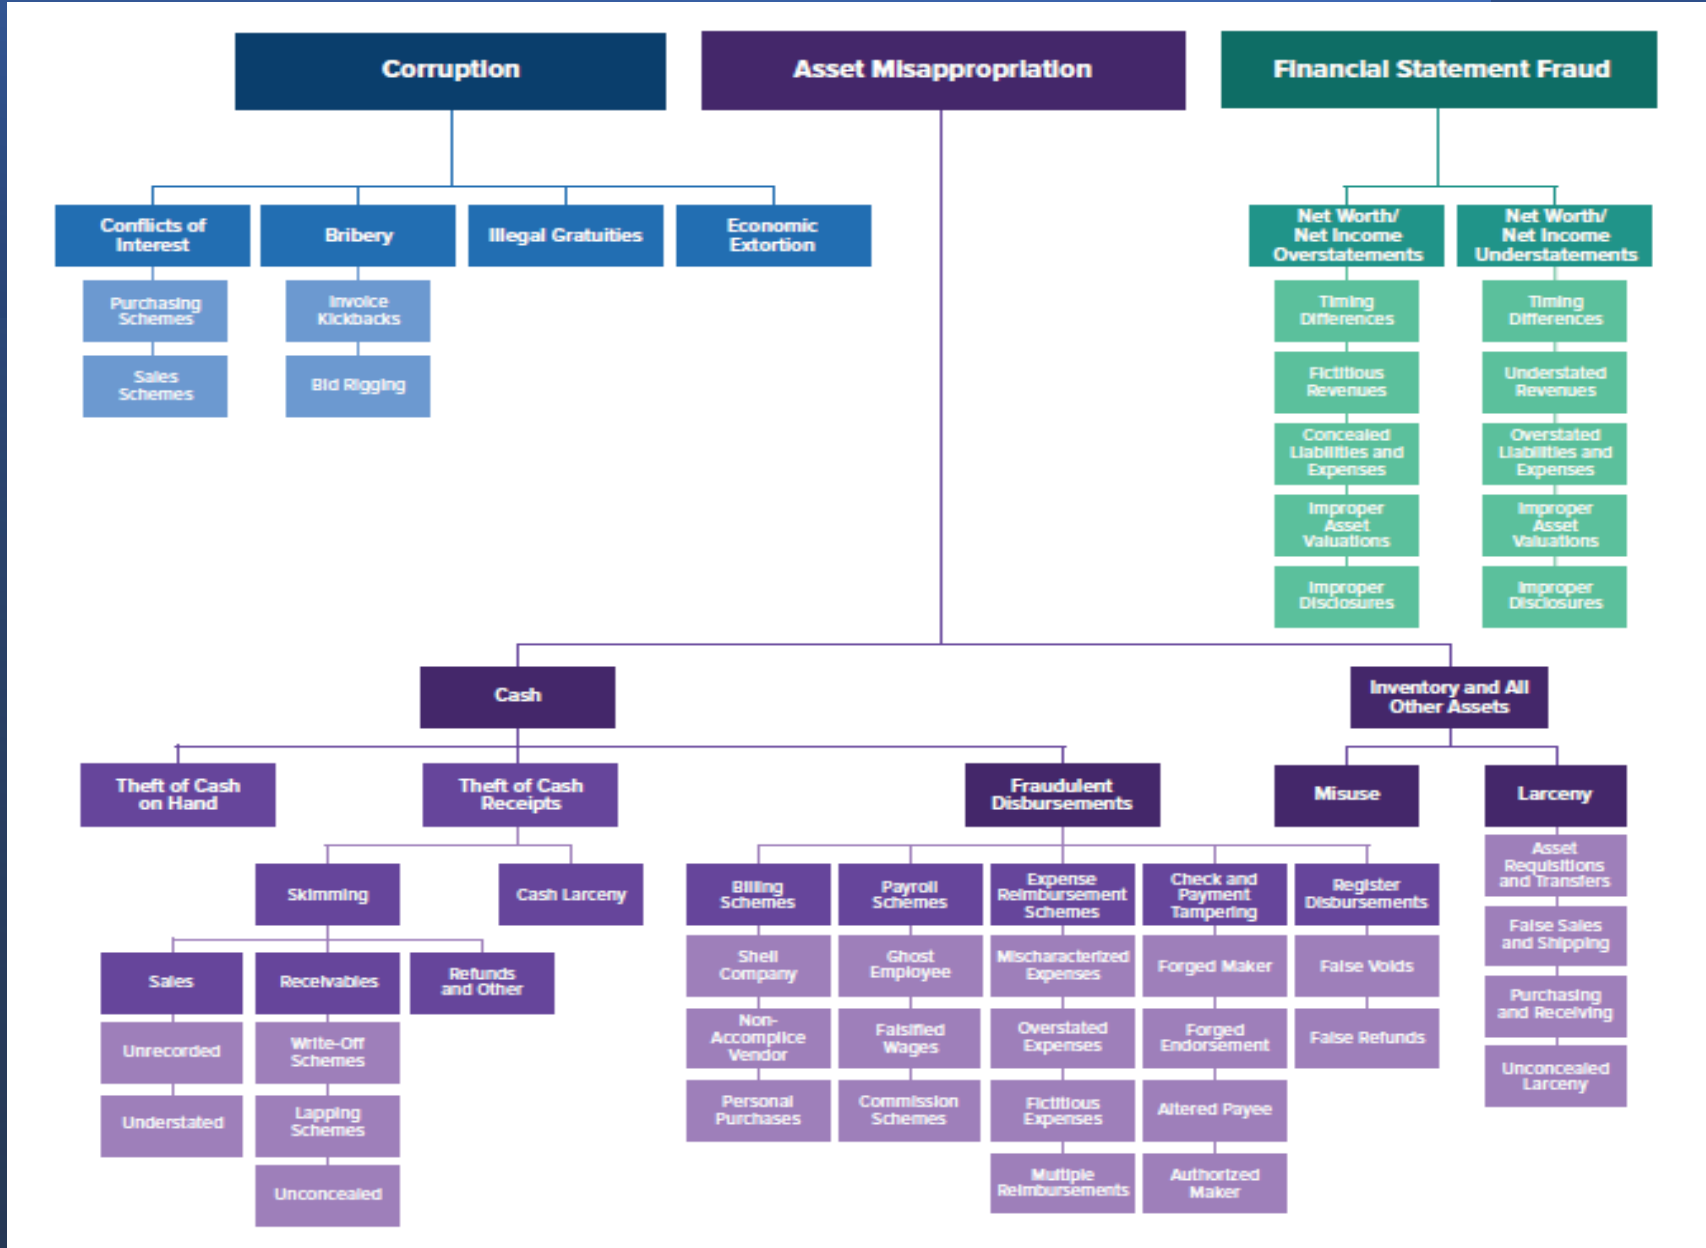 Corruption
Asset Misappropriation
Financial Statement Fraud
Conflicts of
Interest
Bribery
Illegal Gratuities
Economic
Extortion
Net Worth/
Net Income
Overstatements
Net Worth/
Net Income
Understatements
Purchasing
Schemes
Sales
Schemes
Invoice
Kickbacks
Bid Rigging
Timing
Differences
Fictitious
Revenues
Concealed
Liabilities and
Expenses
Improper
Asset
Valuations
Improper
Disclosures
Timing
Differences
Understated
Revenues
Overstated
Liabilities and
Expenses
Improper
Asset
Valuations
Improper
Disclosures
Cash
Inventory and All
Other Assets
Theft of Cash
on Hand
Theft of Cash
Receipts
Fraudulent
Disbursements
Misuse
Larceny
Skimming
Cash Larceny
Sales
Unrecorded
Understated
Receivables
Write-Off
Schemes
Lapping
Schemes
Unconcealed
Refunds
and Other
Billing
Schemes
Shell
Company
Non-
Accomplice
Vendor
Personal
Purchases
Payroll
Schemes
Ghost
Employee
Falsified
Wages
Commission
Schemes
Expense
Reimbursement
Schemes
Mischaracterized
Expenses
Overstated
Expenses
Fictitious
Expenses
Multiple
Reimbursements
Check and
Payment
Tampering
Forged Maker
Forged
Endorsement
Altered Payee
Authorized
Maker
Register
Disbursements
False Voids
False Refunds
Asset
Requisitions
and Transfers
False Sales
and Shipping
Purchasing
and Receiving
Unconcealed
Larceny